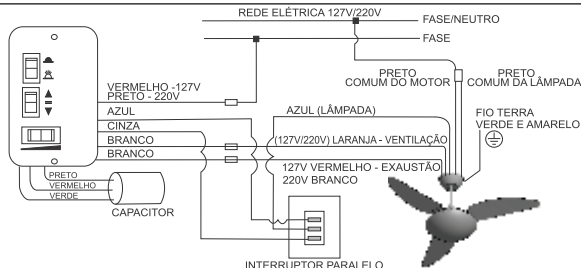 REDE ELÉTRICA 127V/220V
FASE/NEUTRO
FASE
PRETO
COMUM DO MOTOR
PRETO
COMUM DA LÂMPADA
VERMELHO -127V
PRETO - 220V
AZUL
CINZA
BRANCO
BRANCO
AZUL (LÂMPADA)
(127V/220V) LARANJA - VENTILAÇÃO
127V VERMELHO - EXAUSTÃO
220V BRANCO
FIO TERRA
VERDE E AMARELO
PRETO
VERMELHO
VERDE
CAPACITOR
INTERRUPTOR PARALELO